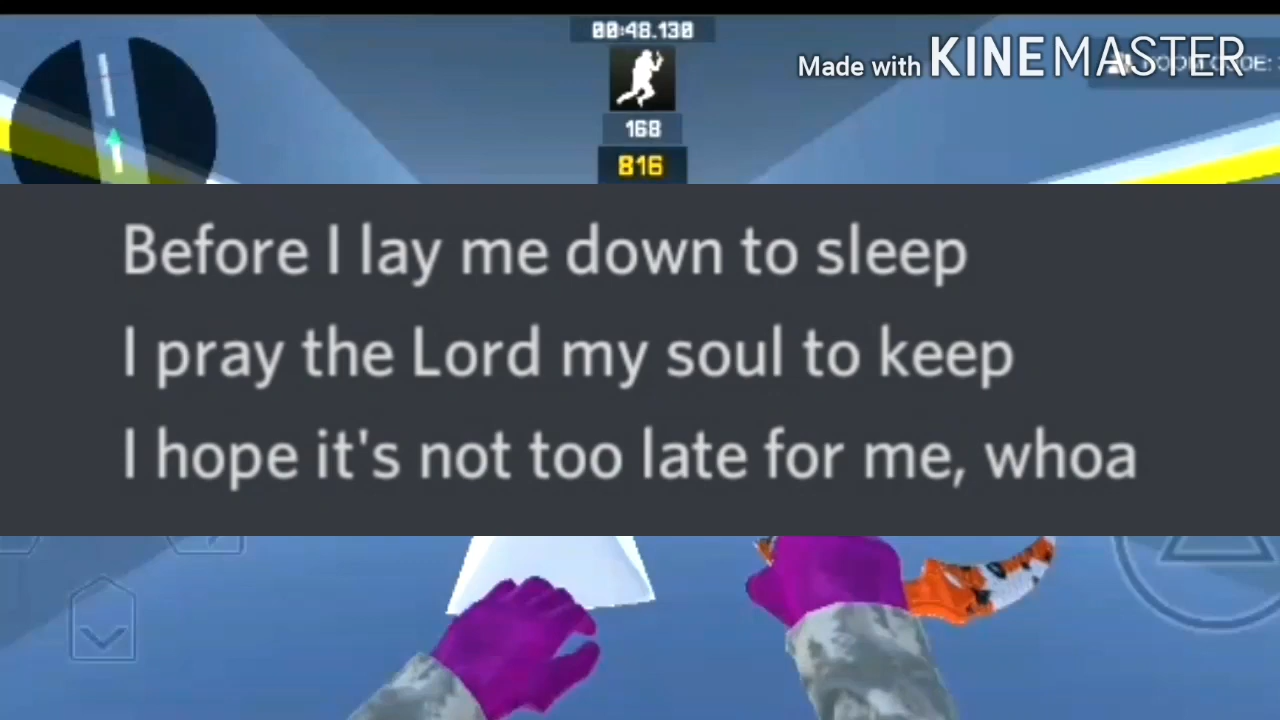 00:48.130
Made with KINEMASTER
168
816
Before I lay me down to sleep
I pray the Lord my soul to keep
I hope it's not too late for me, whoa